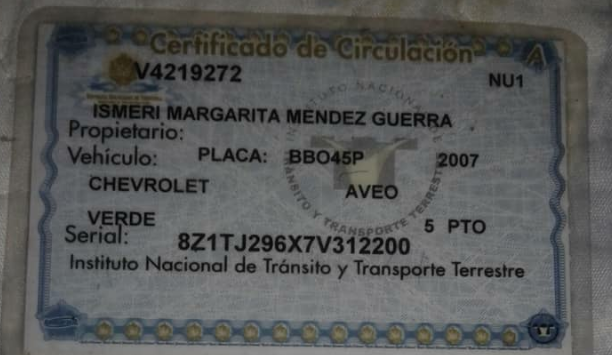 Certificado de Circulación
A
V4219272 NU1
ISMERI MARGARITA MENDEZ GUERRA
Propietario:
Vehículo: PLACA: BBO45P 2007
CHEVROLET AVEO
VERDE 5 PTO
Serial: 8Z1TJ296X7V312200
Instituto Nacional de Tránsito y Transporte Terrestre
INSTITUTO NACIONAL DE TRÁNSITO Y TRANSPORTE TERRESTRE